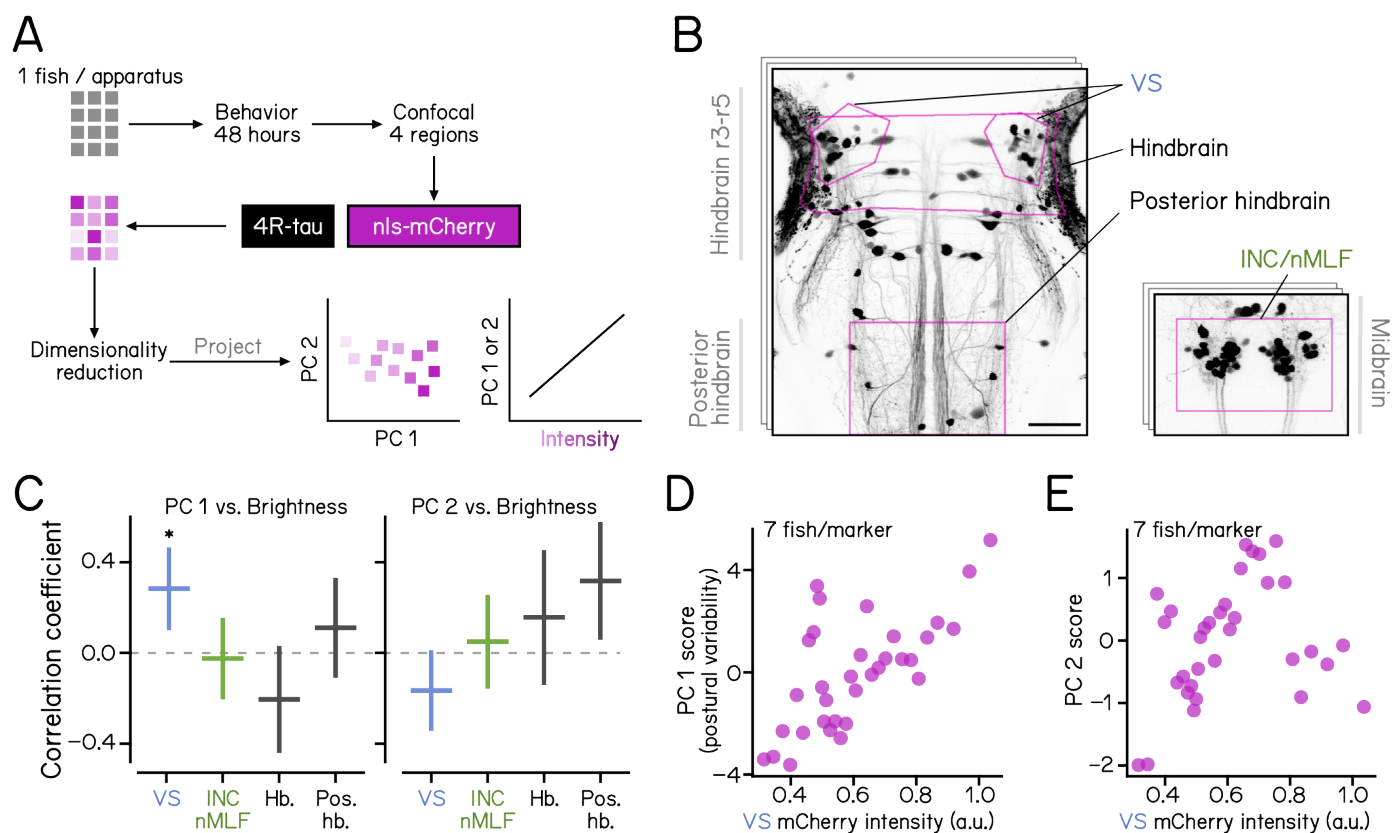 A
1 fish / apparatus
Behavior
48 hours
Confocal
4 regions
4R-tau
nls-mCherry
Dimensionality
reduction
Project
PC 2
PC 1
PC 1 or 2
Intensity
B
Hindbrain r3-r5
Posterior
hindbrain
VS
Hindbrain
Posterior hindbrain
INC/nMLF
Midbrain
C
Correlation coefficient
PC 1 vs. Brightness
PC 2 vs. Brightness
*
0.4
0.0
−0.4
VS
INC
nMLF
Hb.
Pos.
hb.
VS
INC
nMLF
Hb.
Pos.
hb.
D
7 fish/marker
PC 1 score
(postural variability)
4
0
−4
0.4
0.6
0.8
1.0
VS mCherry intensity (a.u.)
E
7 fish/marker
PC 2 score
1
0
−1
−2
0.4
0.6
0.8
1.0
VS mCherry intensity (a.u.)